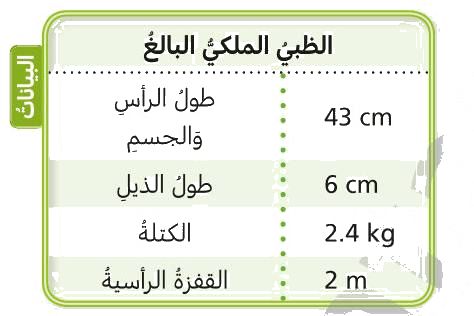 البياناتُ
الظبيُ الملكيُّ البالغُ
طولُ الرأسِ
وَالجسمِ
43 cm
طولُ الذيلِ 6 cm
الكتلةُ 2.4 kg
القفزةُ الرأسيةُ 2 m